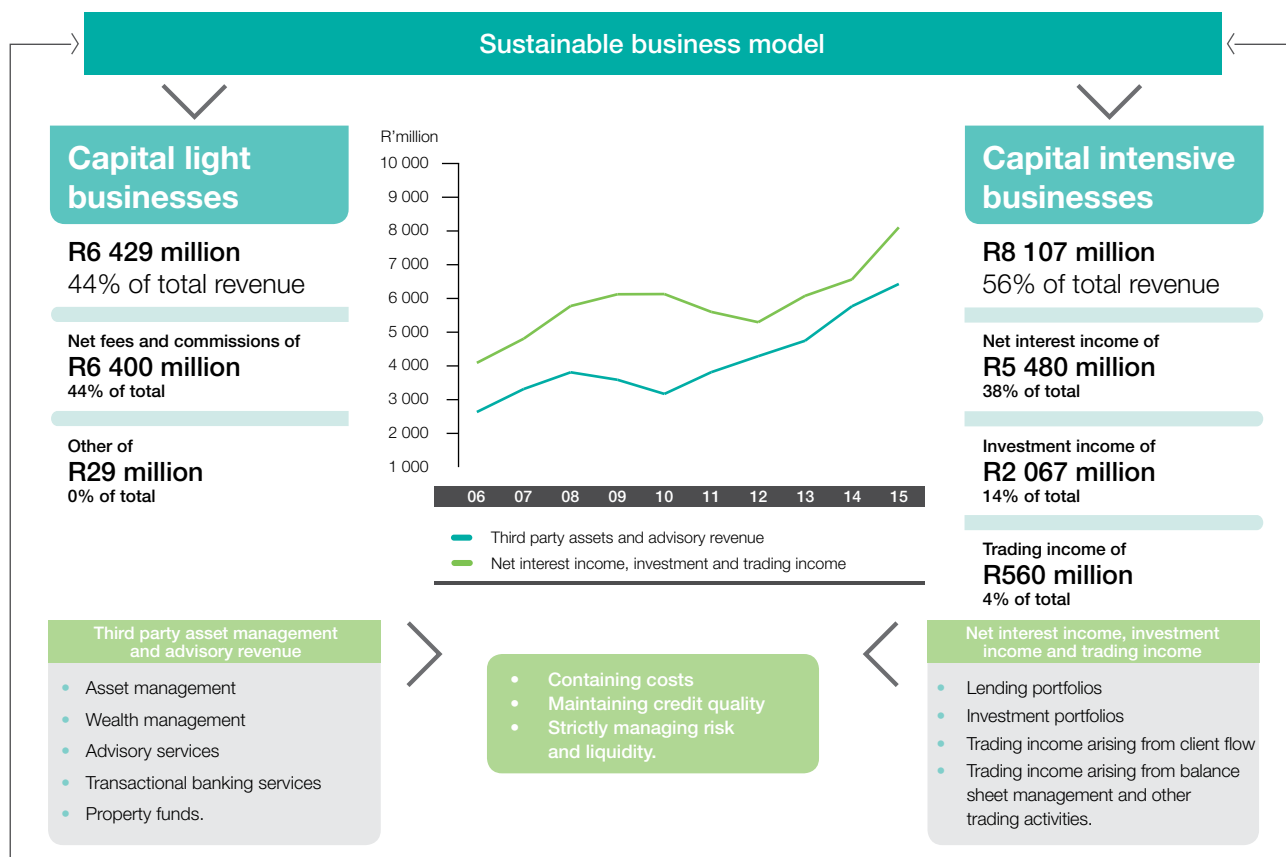 Sustainable business model
Capital light
businesses
R6 429 million
44% of total revenue
Net fees and commissions of
R6 400 million
44% of total
Other of
R29 million
0% of total
R'million
10 000
9 000
8 000
7 000
6 000
5 000
4 000
3 000
2 000
1 000
06 07 08 09 10 11 12 13 14 15
Third party assets and advisory revenue
Net interest income, investment and trading income
Capital intensive
businesses
R8 107 million
56% of total revenue
Net interest income of
R5 480 million
38% of total
Investment income of
R2 067 million
14% of total
Trading income of
R560 million
4% of total
Third party asset management
and advisory revenue
• Asset management
• Wealth management
• Advisory services
• Transactional banking services
• Property funds.
• Containing costs
• Maintaining credit quality
• Strictly managing risk
and liquidity.
Net interest income, investment
income and trading income
• Lending portfolios
• Investment portfolios
• Trading income arising from client flow
• Trading income arising from balance
sheet management and other
trading activities.